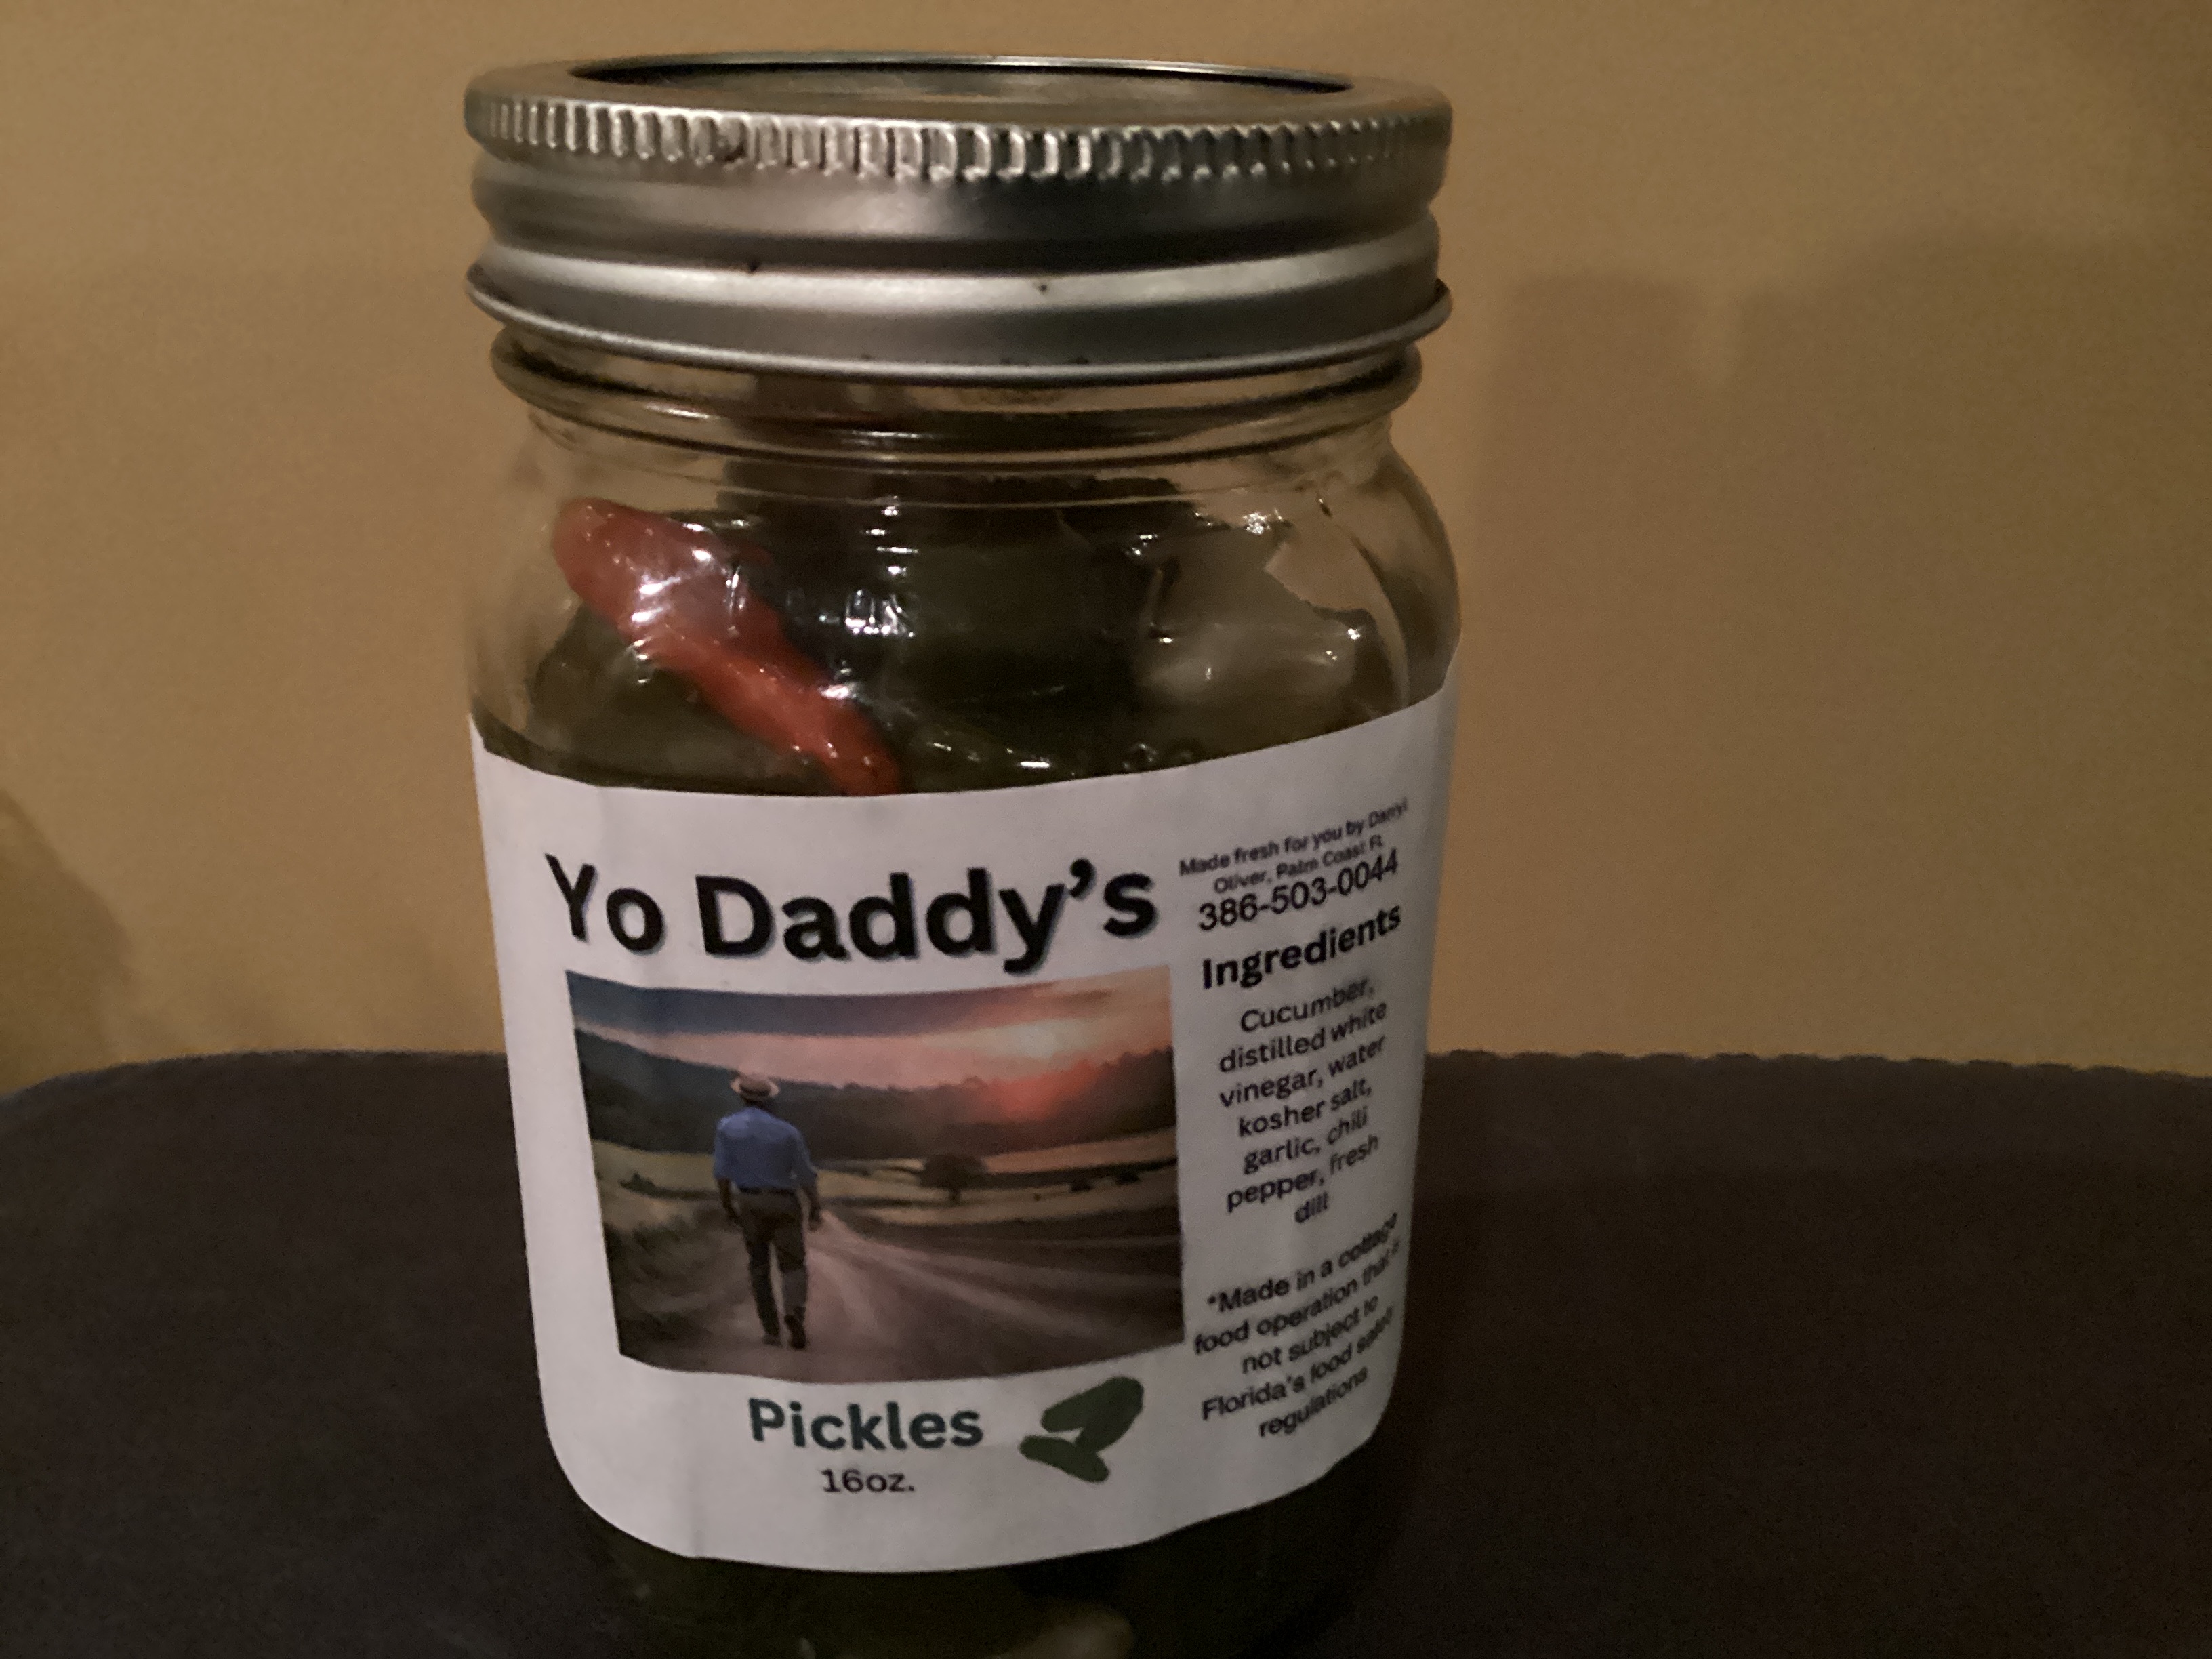 Yo Daddy's
Pickles
16oz.
Made fresh for you by Darryl
Oliver, Palm Coast FL
386-503-0044
Ingredients
Cucumber,
distilled white
vinegar, water
kosher salt,
garlic, chili
pepper, fresh
dill
*Made in a cottage
food operation that is
not subject to
Florida's food safety
regulations